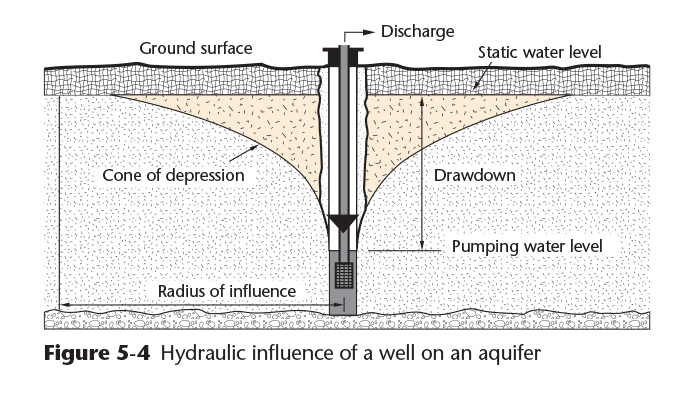 Discharge
Ground surface
Static water level
Cone of depression
Drawdown
Pumping water level
Radius of influence
Figure 5-4 Hydraulic influence of a well on an aquifer